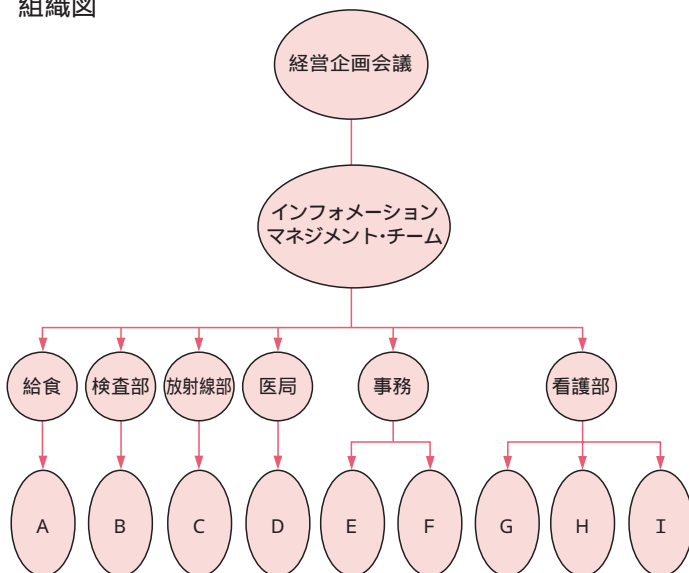 組織図
経営企画会議
インフォメーション
マネジメント・チーム
給食
検査部
放射線部
医局
事務
看護部
A
B
C
D
E
F
G
H
I